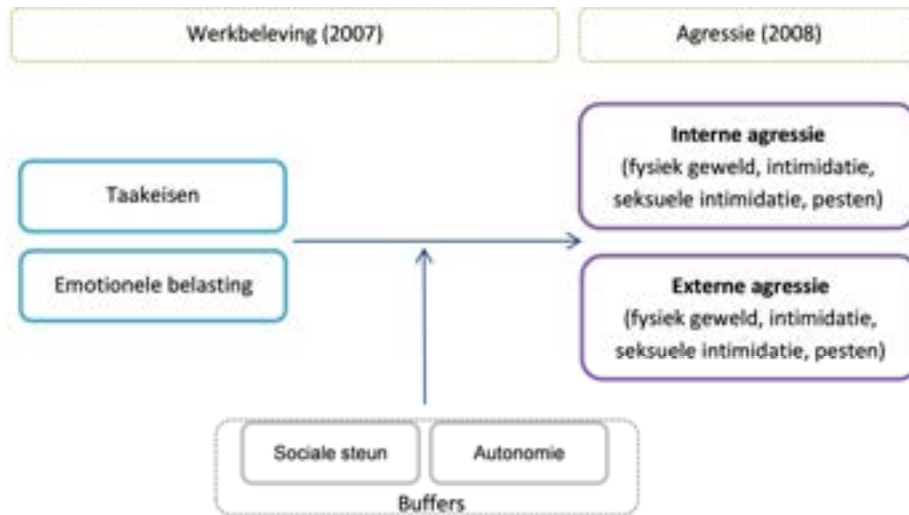 Werkbeleving (2007)
Agressie (2008)
Interne agressie
(fysiek geweld, intimidatie,
seksuele intimidatie, pesten)
Taakeisen
Emotionele belasting
Externe agressie
(fysiek geweld, intimidatie,
seksuele intimidatie, pesten)
Sociale steun
Autonomie
Buffers